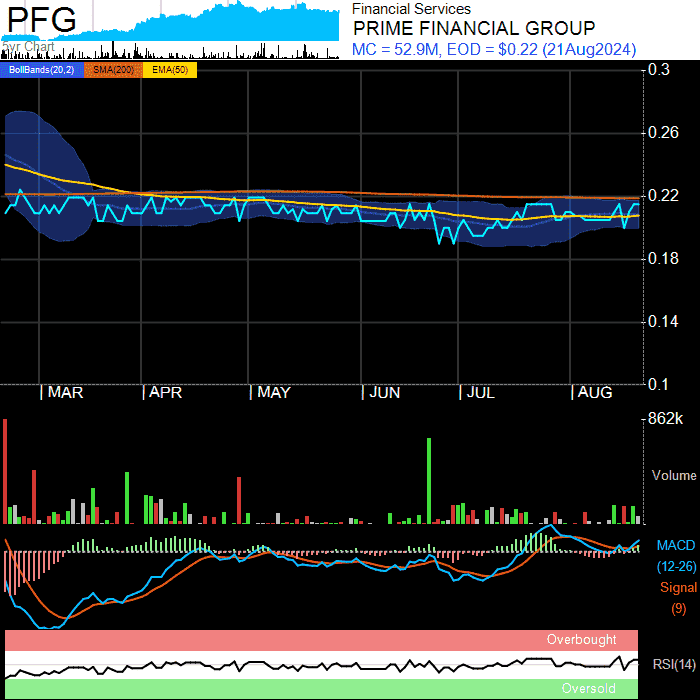 PFG
5yr Chart
Financial Services
PRIME FINANCIAL GROUP
MC = 52.9M, EOD = $0.22 (21Aug2024)
BollBands(20,2) SMA(200) EMA(50)
0.3
0.26
0.22
0.18
0.14
0.1
MAR APR MAY JUN JUL AUG
862k
Volume
MACD
(12-26)
Signal
(9)
Overbought
RSI(14)
Oversold